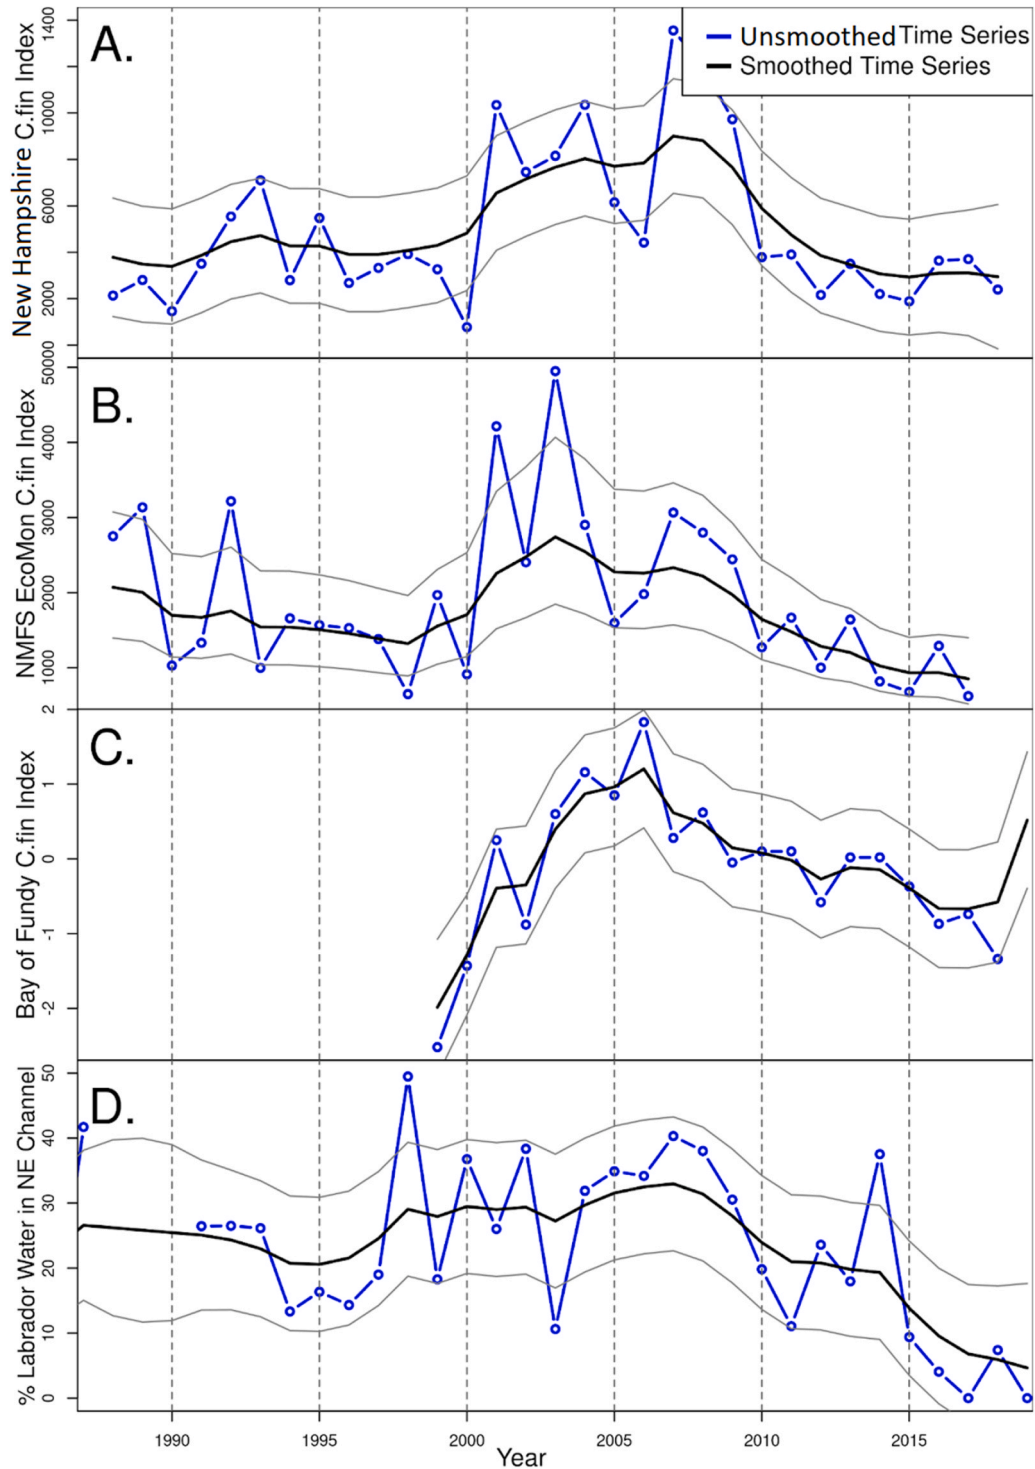 Unsmoothed Time Series
Smoothed Time Series
A.
New Hampshire C.fin Index
1400
10000
6000
2000
50000
B.
NMFS EcoMon C.fin Index
4000
3000
2000
1000
C.
Bay of Fundy C.fin Index
2
1
0
-1
-2
D.
% Labrador Water in NE Channel
50
40
30
20
10
0
1990 1995 2000 2005 2010 2015
Year